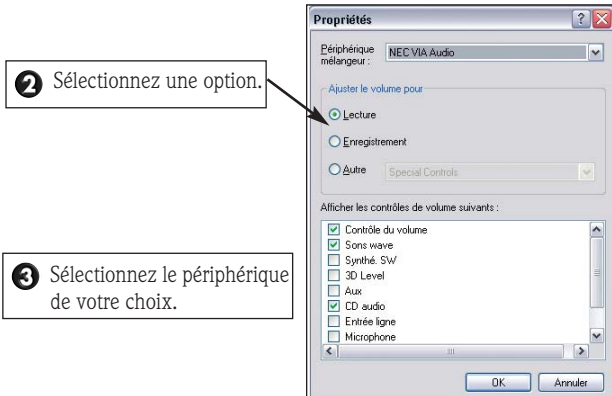 Propriétés
Périphérique
mélangeur :
NEC VIA Audio
2 Sélectionnez une option.
Ajuster le volume pour
Lecture
Enregistrement
Autre
Special Controls
Afficher les contrôles de volume suivants :
Contrôle du volume
Sons wave
Synthé. SW
3D Level
Aux
CD audio
Entrée ligne
Microphone
3 Sélectionnez le périphérique
de votre choix.
OK
Annuler